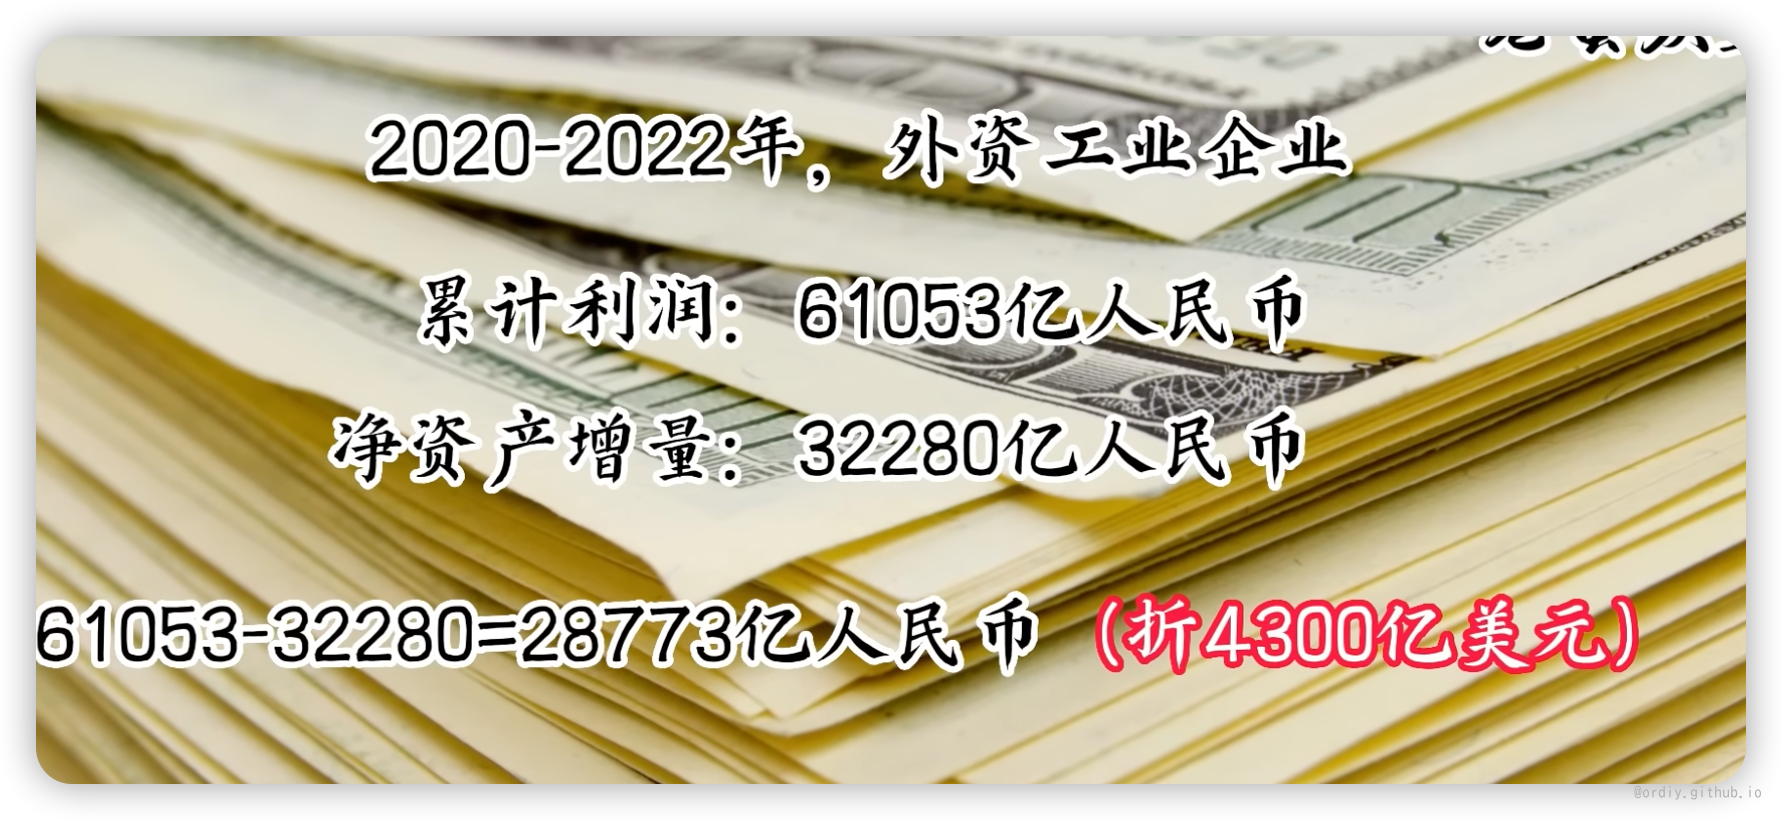 2020-2022年，外资工业企业
累计利润：61053亿人民币
净资产增量：32280亿人民币
61053-32280=28773亿人民币（折4300亿美元）
@ordiy.github.io